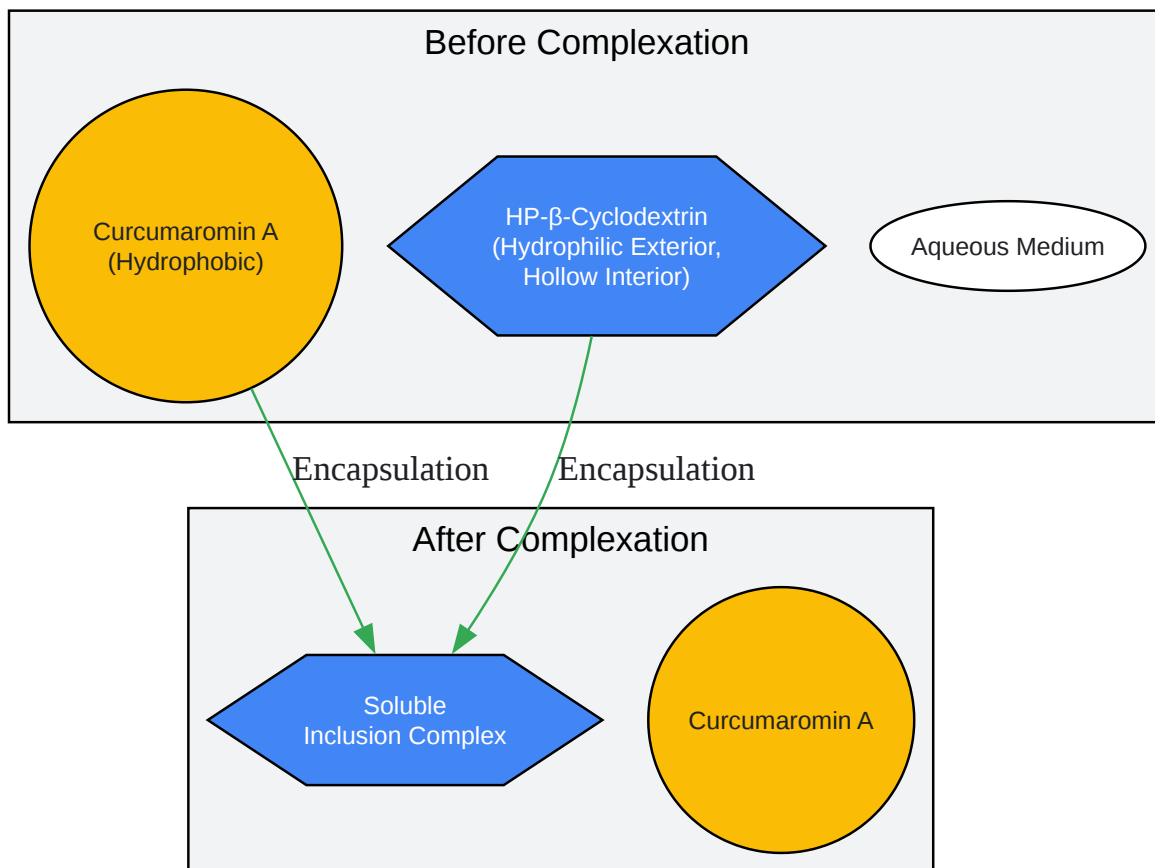 Before Complexation
Curcumaromin A
(Hydrophobic)
HP-β-Cyclodextrin
(Hydrophilic Exterior,
Hollow Interior)
Aqueous Medium
Encapsulation
Encapsulation
After Complexation
Soluble
Inclusion Complex
Curcumaromin A